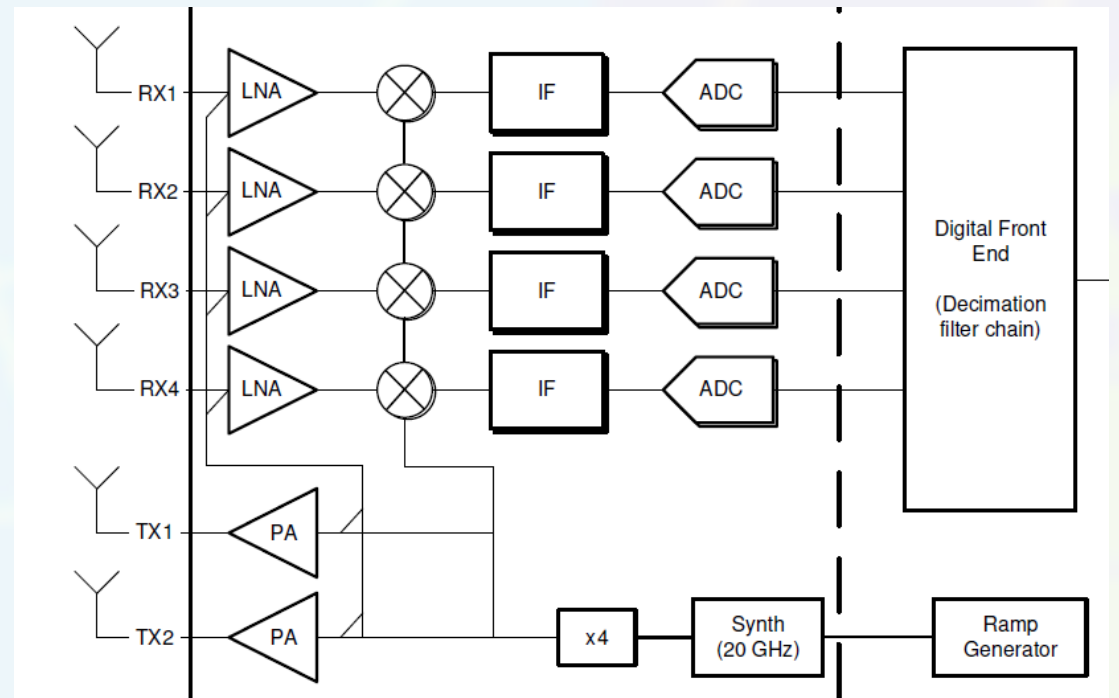 RX1
LNA
IF
ADC
RX2
LNA
IF
ADC
RX3
LNA
IF
ADC
RX4
LNA
IF
ADC
Digital Front
End
(Decimation
filter chain)
TX1
PA
TX2
PA
x4
Synth
(20 GHz)
Ramp
Generator